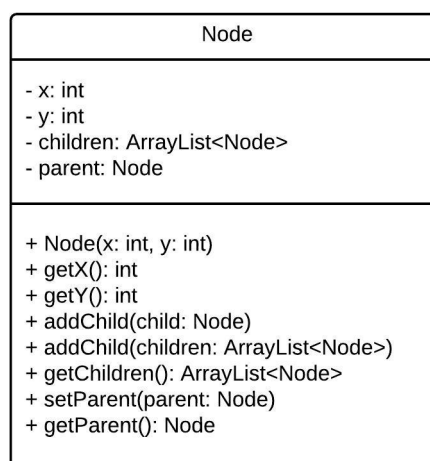 Node
- x: int
- y: int
- children: ArrayList<Node>
- parent: Node
+ Node(x: int, y: int)
+ getX(): int
+ getY(): int
+ addChild(child: Node)
+ addChild(children: ArrayList<Node>)
+ getChildren(): ArrayList<Node>
+ setParent(parent: Node)
+ getParent(): Node